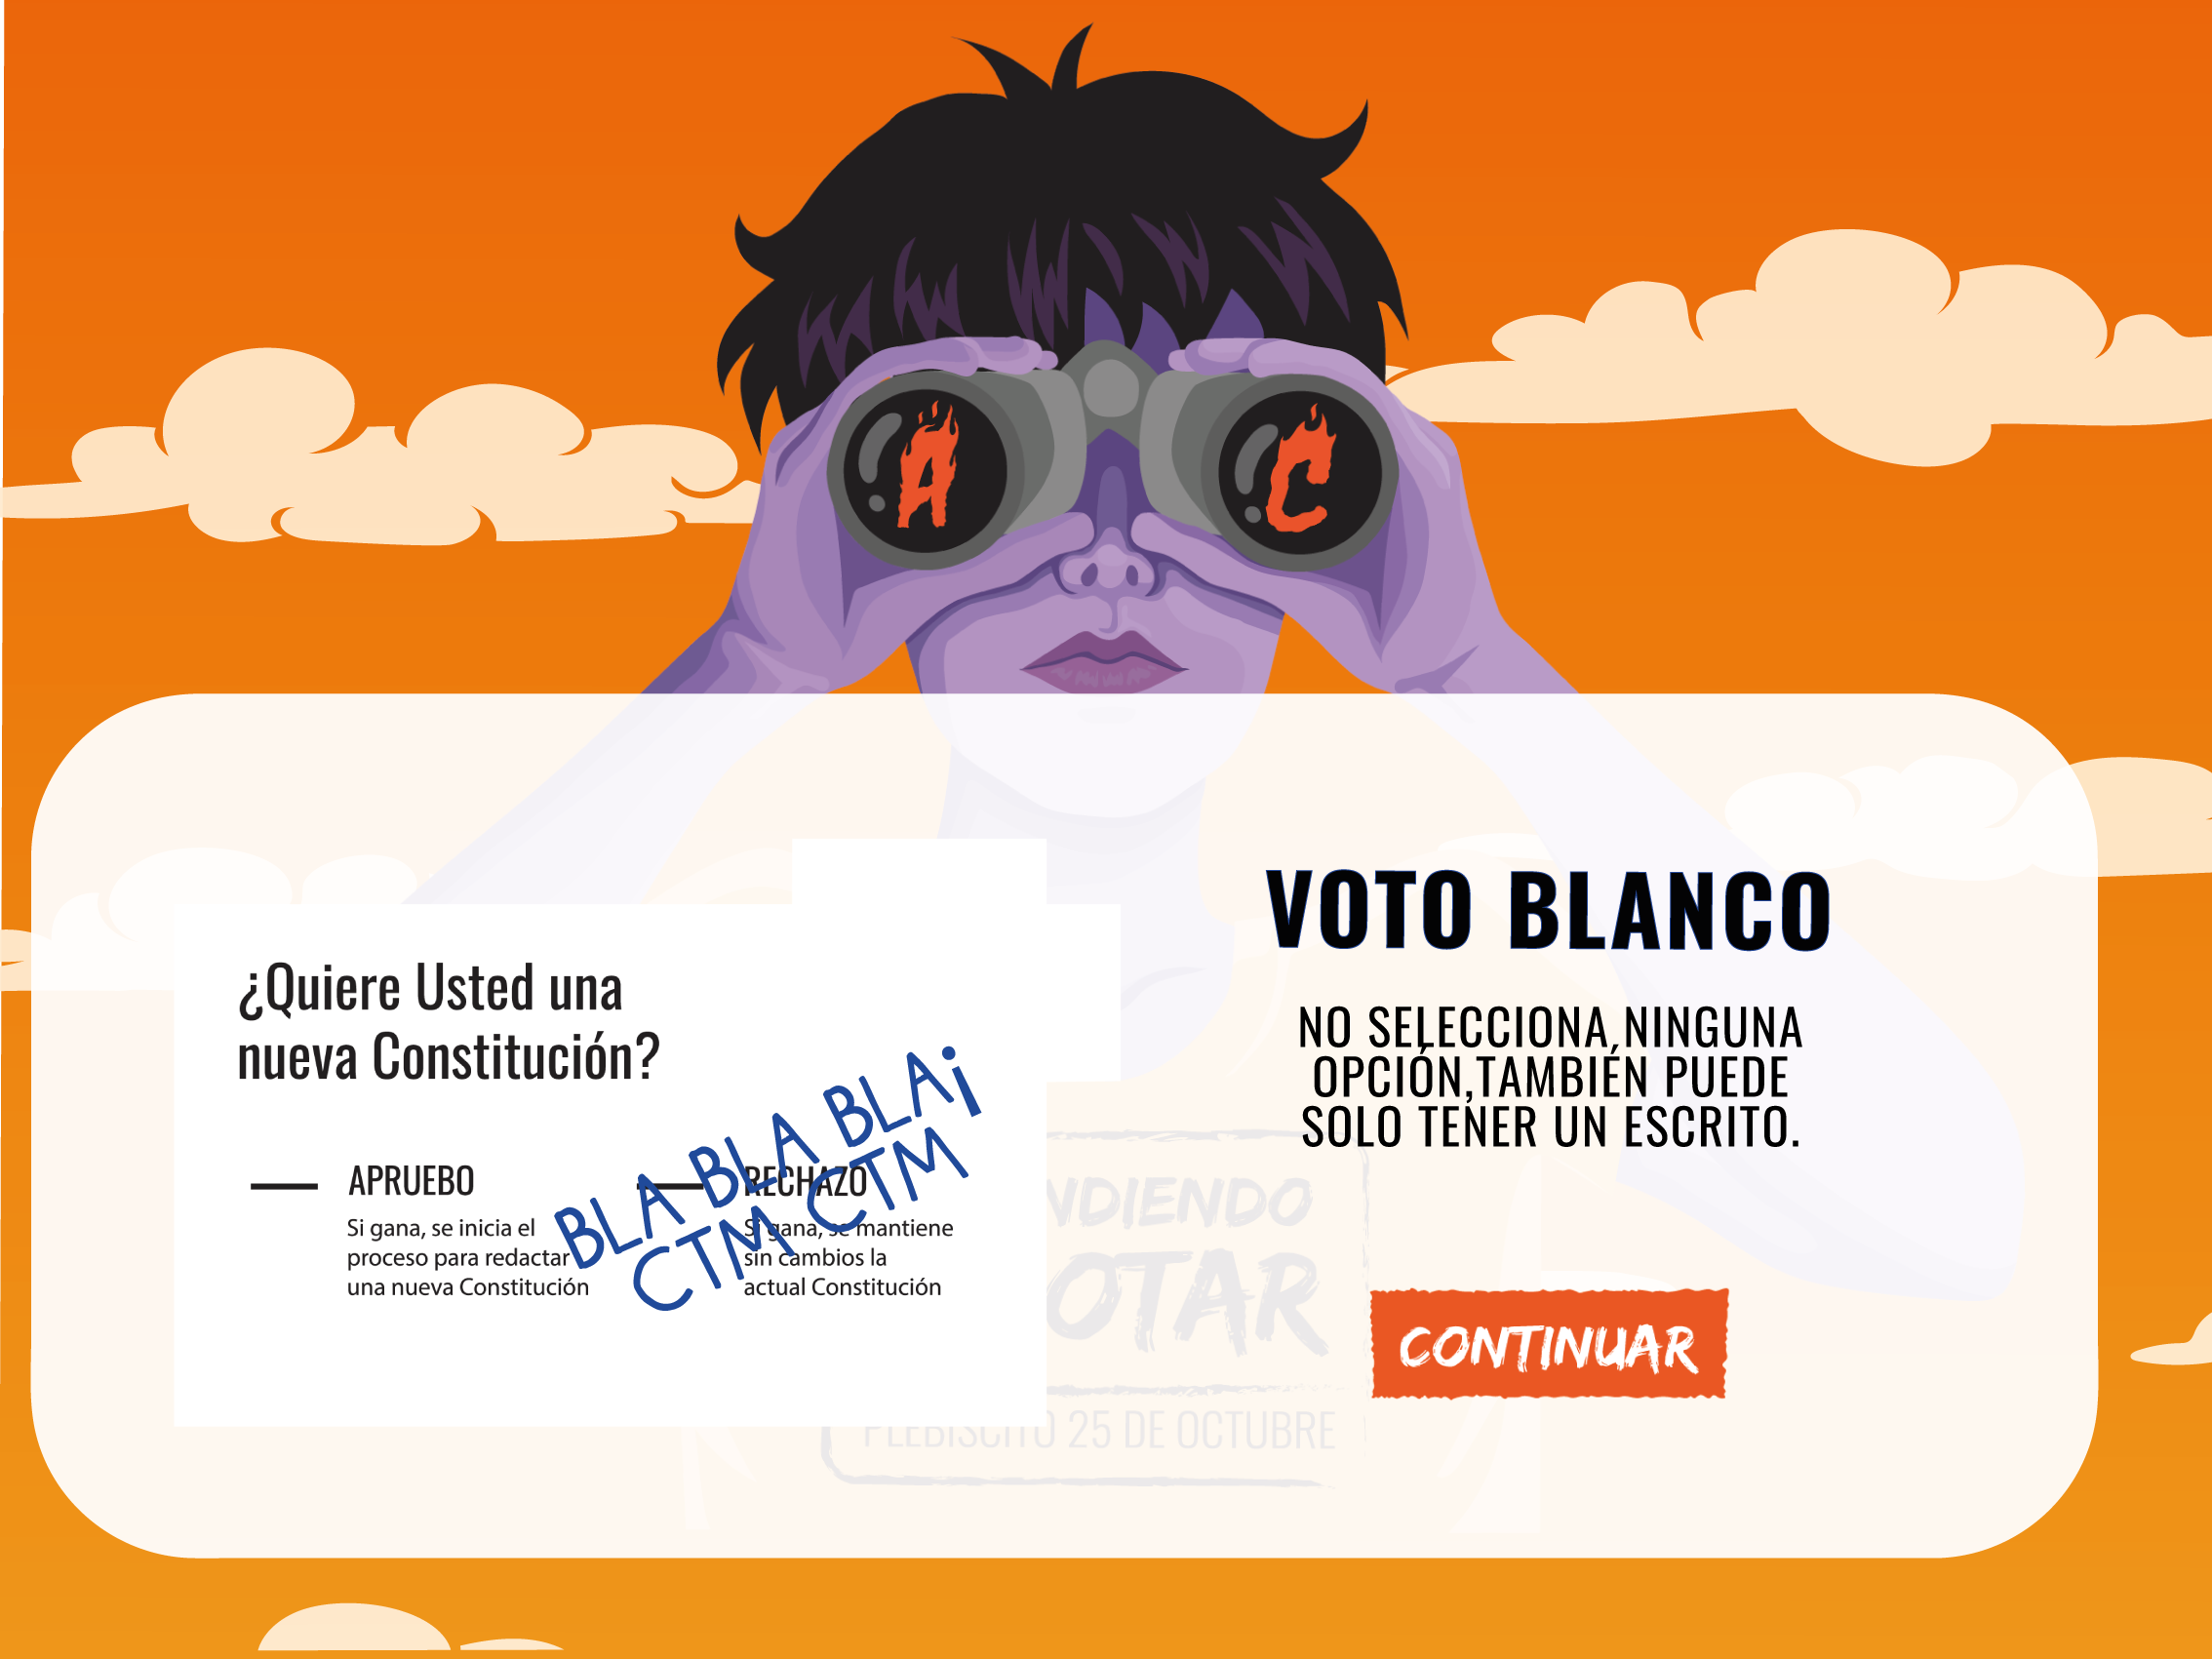 A C
VOTO BLANCO
¿Quiere Usted una
nueva Constitución?
APRUEBO
Si gana, se inicia el
proceso para redactar
una nueva Constitución
RECHAZO
Si gana, se mantiene
sin cambios la
actual Constitución
BLA BLA BLA BLA¡
CTM CTM
NO SELECCIONA,NINGUNA
OPCIÓN,TAMBIÉN PUEDE
SOLO TENER UN ESCRITO.
CONTINUAR
PLEBISCITO 25 DE OCTUBRE